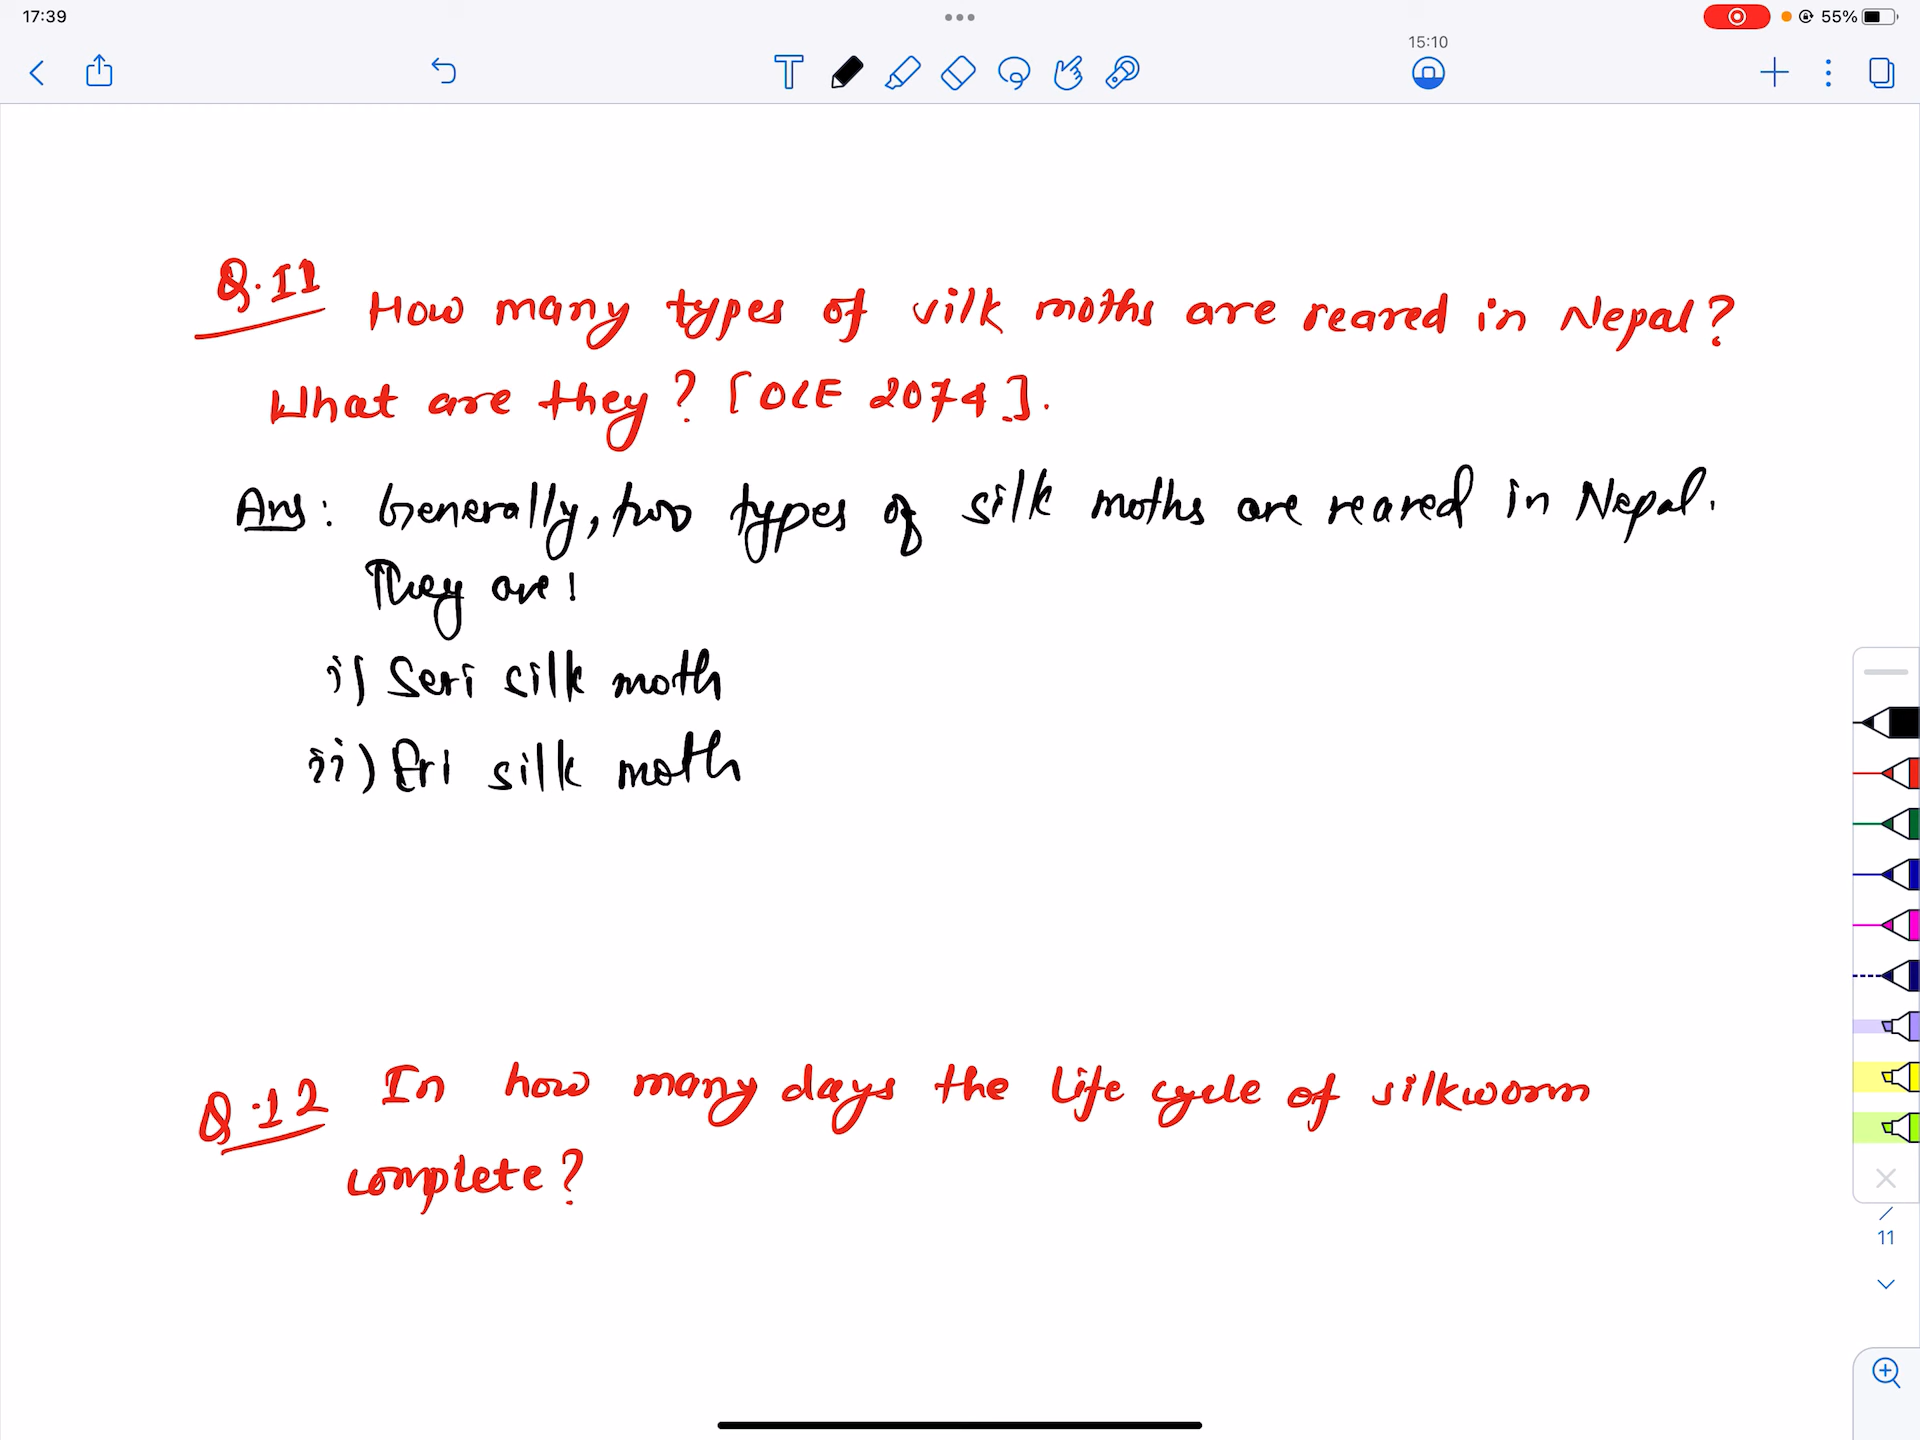 17:39
55%
15:10
T
Q.11 How many types of silk moths are reared in Nepal?
What are they? [OLE 2074].
Ans: Generally, two types of silk moths are reared in Nepal.
They are:
i) Seri silk moth
ii) Eri silk moth
Q.12 In how many days the life cycle of silkworm
complete?
11